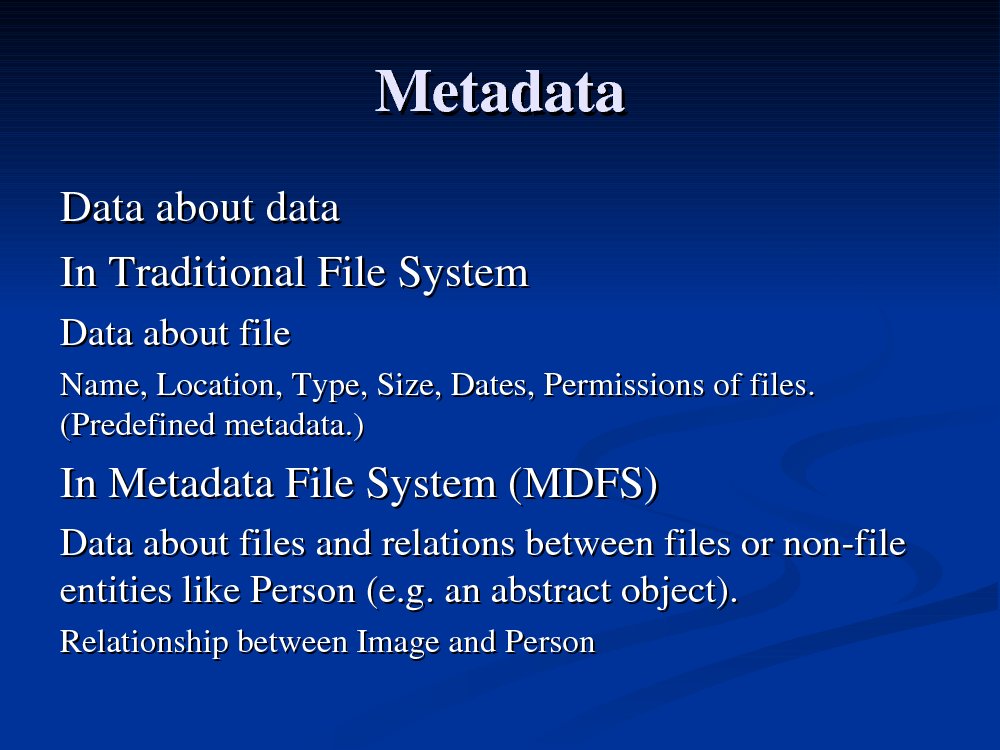 Metadata
Data about data
In Traditional File System
Data about file
Name, Location, Type, Size, Dates, Permissions of files.
(Predefined metadata.)
In Metadata File System (MDFS)
Data about files and relations between files or non-file
entities like Person (e.g. an abstract object).
Relationship between Image and Person